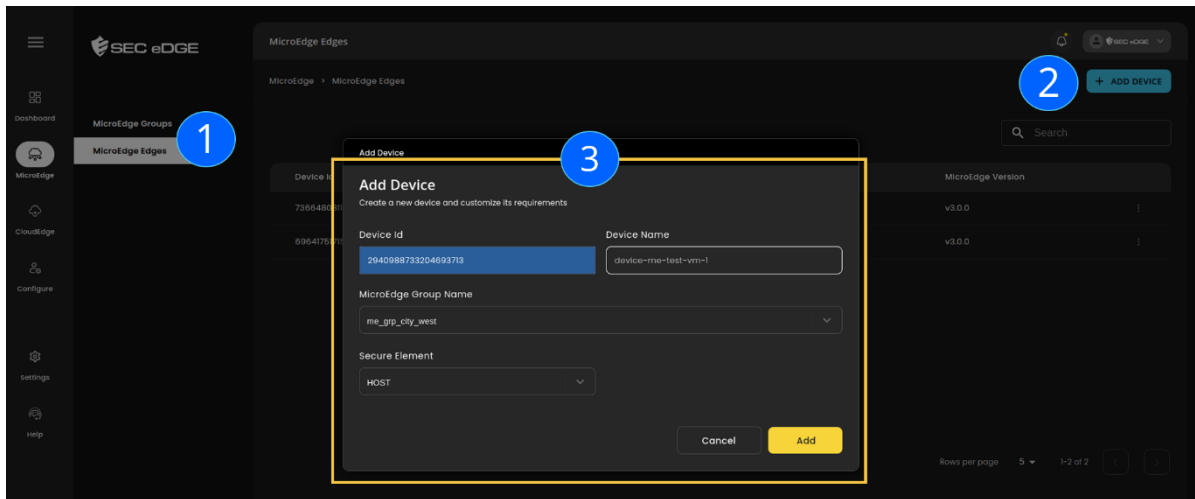 SEC eDGE
MicroEdge Edges
SEC eDGE
MicroEdge > MicroEdge Edges
2
+ ADD DEVICE
Dashboard
MicroEdge Groups
1
Search
MicroEdge Edges
3
Add Device
MicroEdge
Device
MicroEdge Version
Add Device
Create a new device and customize its requirements
v3.0.0
CloudEdge
Device Id
Device Name
v3.0.0
2940988733204693713
device-me-test-vm-1
Configure
MicroEdge Group Name
me_grp_city_west
Secure Element
Settings
HOST
Help
Cancel
Add
Rows per page 5 1-2 of 2